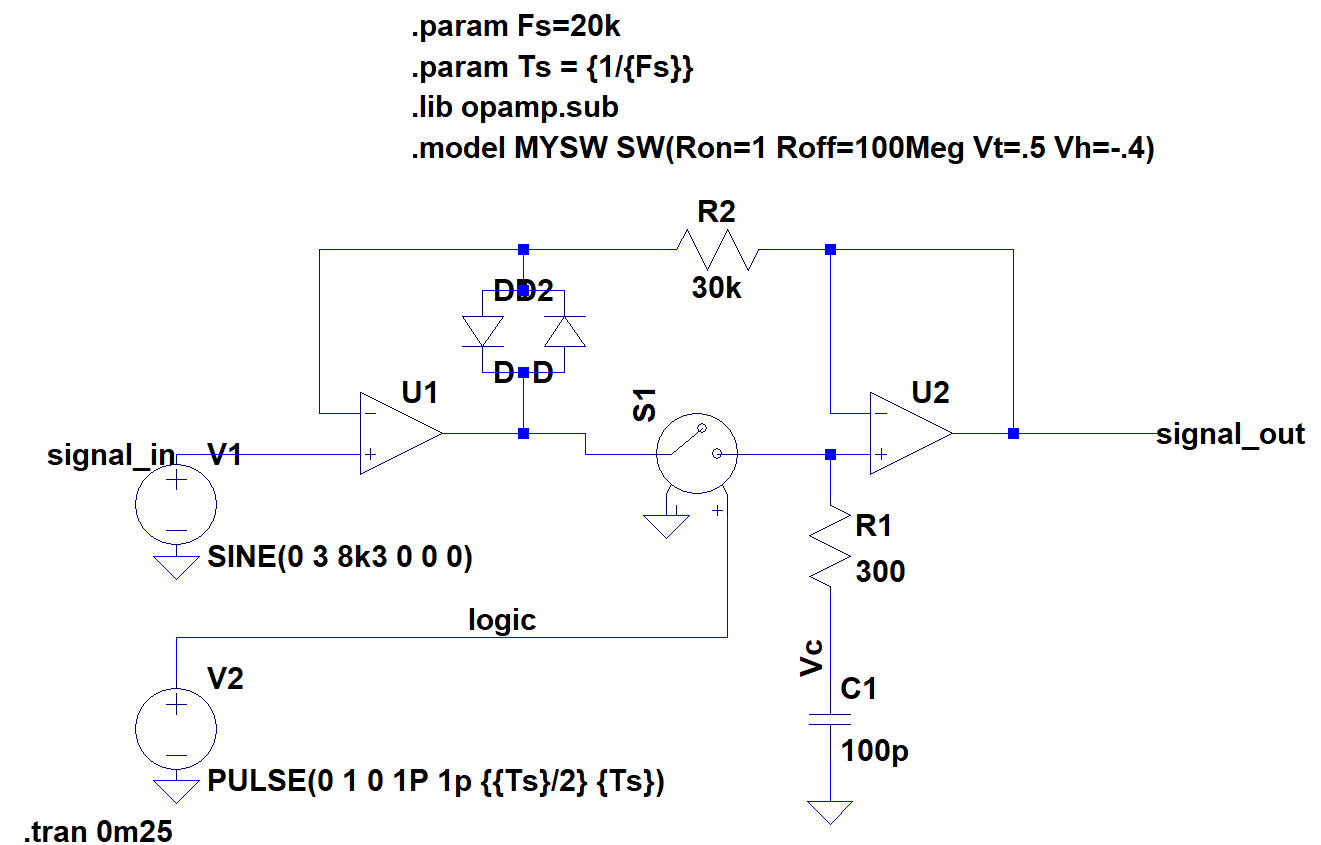 .param Fs=20k
.param Ts = {1/{Fs}}
.lib opamp.sub
.model MYSW SW(Ron=1 Roff=100Meg Vt=.5 Vh=-.4)
R2
30k
DD2
D D
U1
S1
U2
signal_in
V1
signal_out
SINE(0 3 8k3 0 0 0)
R1
300
logic
Vc
V2
C1
100p
PULSE(0 1 0 1P 1p {{Ts}/2} {Ts})
.tran 0m25